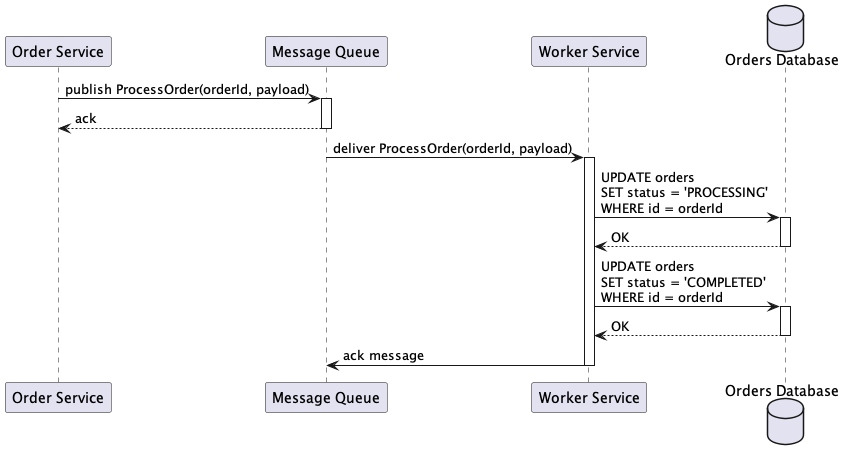 Order Service
Message Queue
Worker Service
Orders Database
publish ProcessOrder(orderId, payload)
ack
deliver ProcessOrder(orderId, payload)
UPDATE orders
SET status = 'PROCESSING'
WHERE id = orderId
OK
UPDATE orders
SET status = 'COMPLETED'
WHERE id = orderId
OK
ack message
Order Service
Message Queue
Worker Service
Orders Database